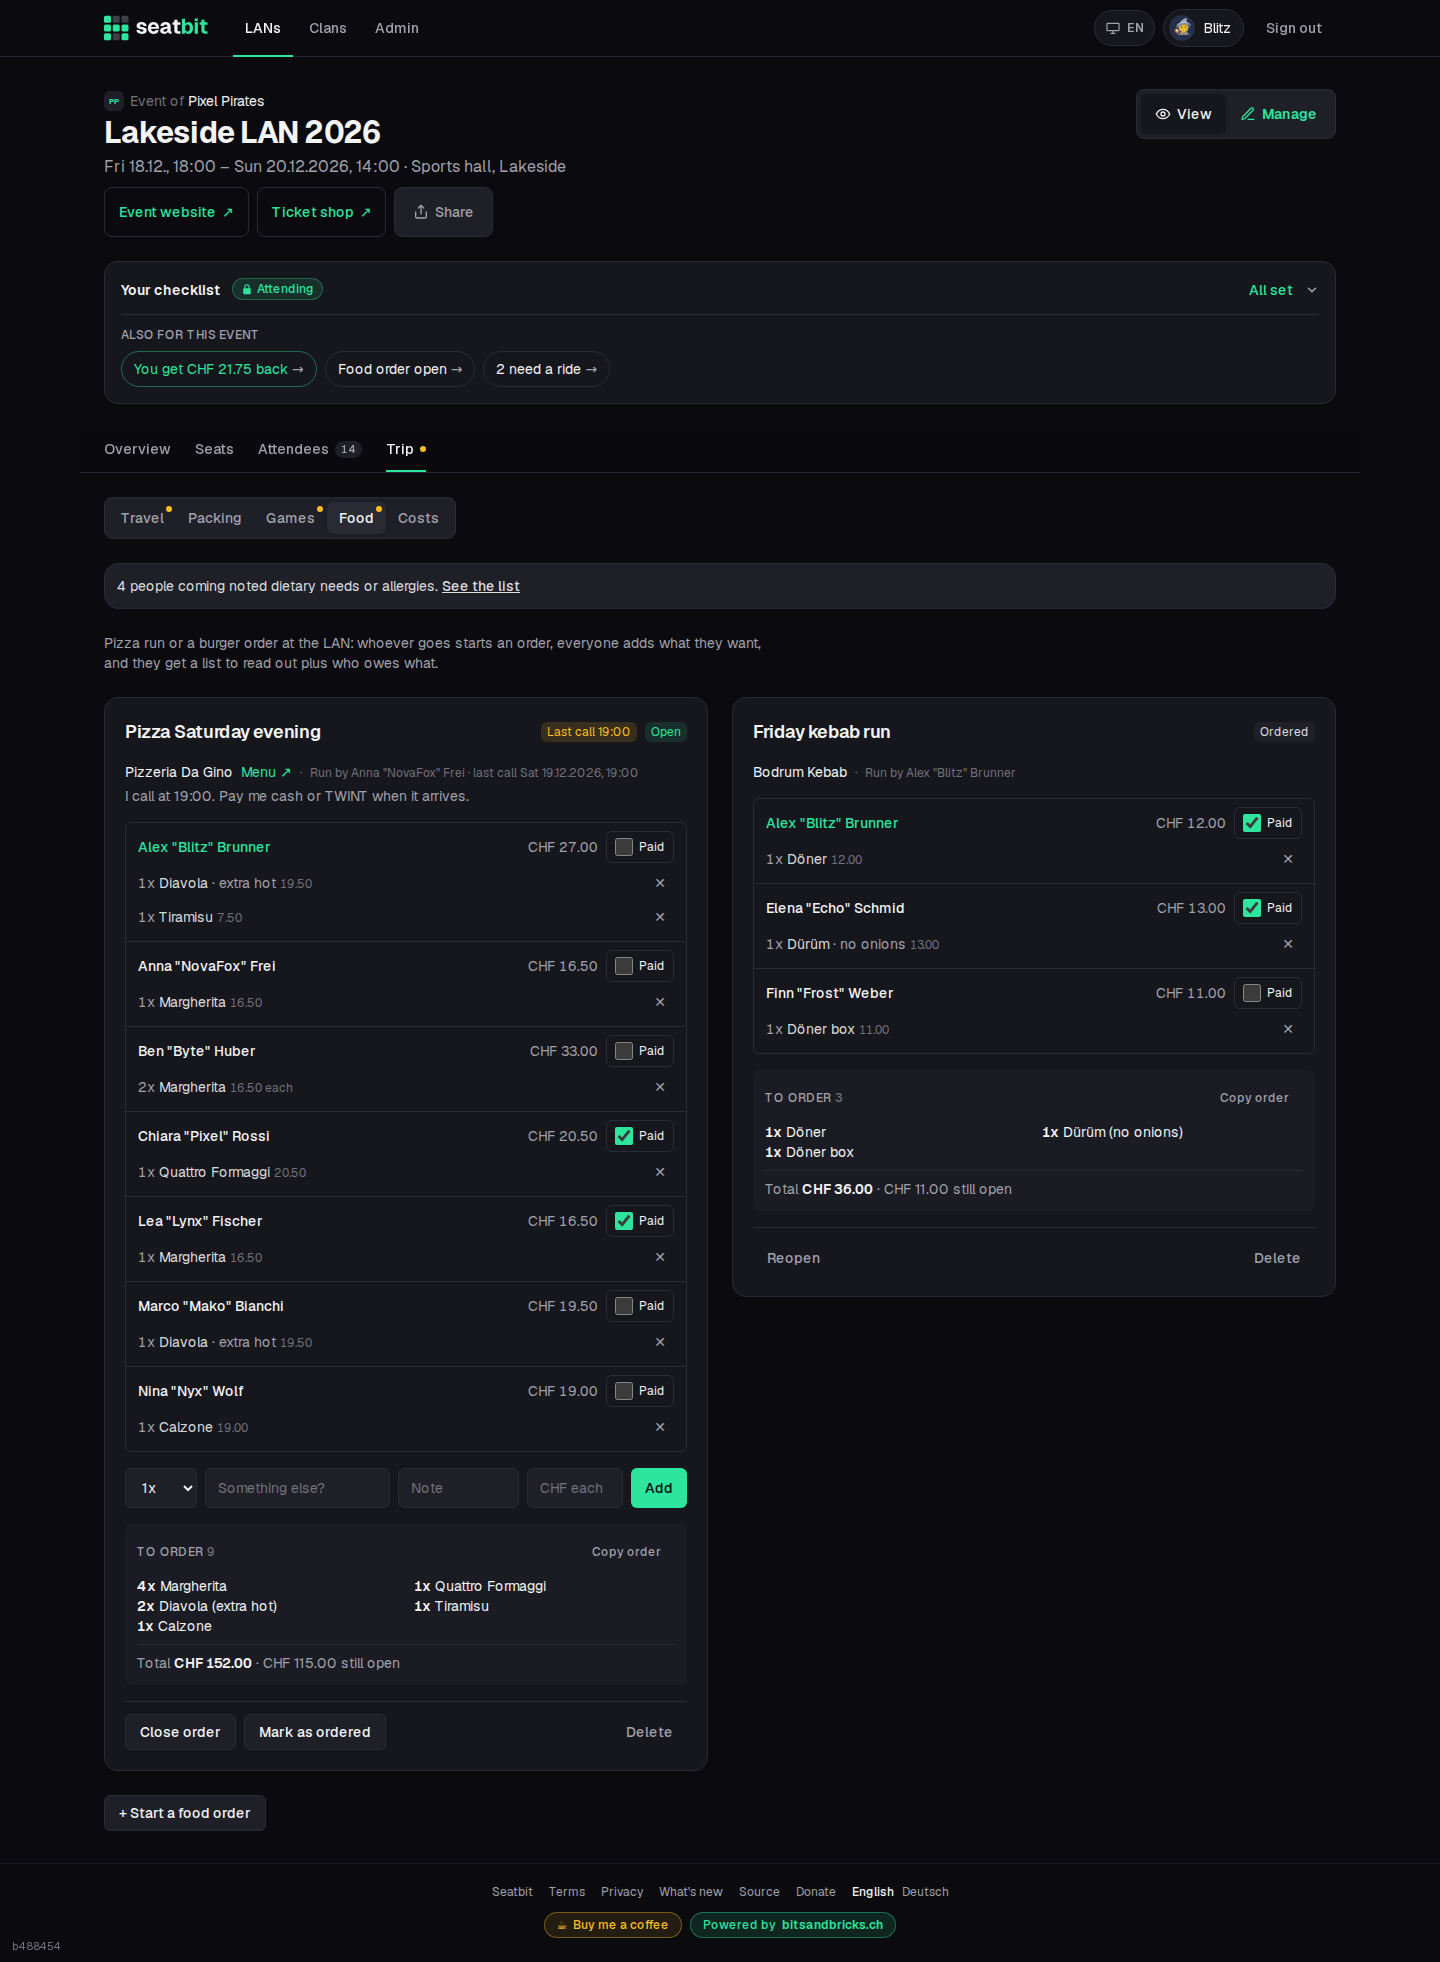 seatbit LANs Clans Admin EN Blitz Sign out
PP Event of Pixel Pirates
Lakeside LAN 2026
View Manage
Fri 18.12., 18:00 – Sun 20.12.2026, 14:00 · Sports hall, Lakeside
Event website ↗ Ticket shop ↗ Share
Your checklist Attending All set
ALSO FOR THIS EVENT
You get CHF 21.75 back → Food order open → 2 need a ride →
Overview Seats Attendees 14 Trip
Travel Packing Games Food Costs
4 people coming noted dietary needs or allergies. See the list
Pizza run or a burger order at the LAN: whoever goes starts an order, everyone adds what they want,
and they get a list to read out plus who owes what.
Pizza Saturday evening Last call 19:00 Open
Pizzeria Da Gino Menu ↗ · Run by Anna "NovaFox" Frei · last call Sat 19.12.2026, 19:00
I call at 19:00. Pay me cash or TWINT when it arrives.
Alex "Blitz" Brunner CHF 27.00 Paid
1x Diavola · extra hot 19.50 ×
1x Tiramisu 7.50 ×
Anna "NovaFox" Frei CHF 16.50 Paid
1x Margherita 16.50 ×
Ben "Byte" Huber CHF 33.00 Paid
2x Margherita 16.50 each ×
Chiara "Pixel" Rossi CHF 20.50 Paid
1x Quattro Formaggi 20.50 ×
Lea "Lynx" Fischer CHF 16.50 Paid
1x Margherita 16.50 ×
Marco "Mako" Bianchi CHF 19.50 Paid
1x Diavola · extra hot 19.50 ×
Nina "Nyx" Wolf CHF 19.00 Paid
1x Calzone 19.00 ×
1x Something else? Note CHF each Add
TO ORDER 9 Copy order
4x Margherita 1x Quattro Formaggi
2x Diavola (extra hot) 1x Tiramisu
1x Calzone
Total CHF 152.00 · CHF 115.00 still open
Close order Mark as ordered Delete
Friday kebab run Ordered
Bodrum Kebab · Run by Alex "Blitz" Brunner
Alex "Blitz" Brunner CHF 12.00 Paid
1x Döner 12.00 ×
Elena "Echo" Schmid CHF 13.00 Paid
1x Dürüm · no onions 13.00 ×
Finn "Frost" Weber CHF 11.00 Paid
1x Döner box 11.00 ×
TO ORDER 3 Copy order
1x Döner 1x Dürüm (no onions)
1x Döner box
Total CHF 36.00 · CHF 11.00 still open
Reopen Delete
+ Start a food order
Seatbit Terms Privacy What's new Source Donate English Deutsch
Buy me a coffee Powered by bitsandbricks.ch
b488454